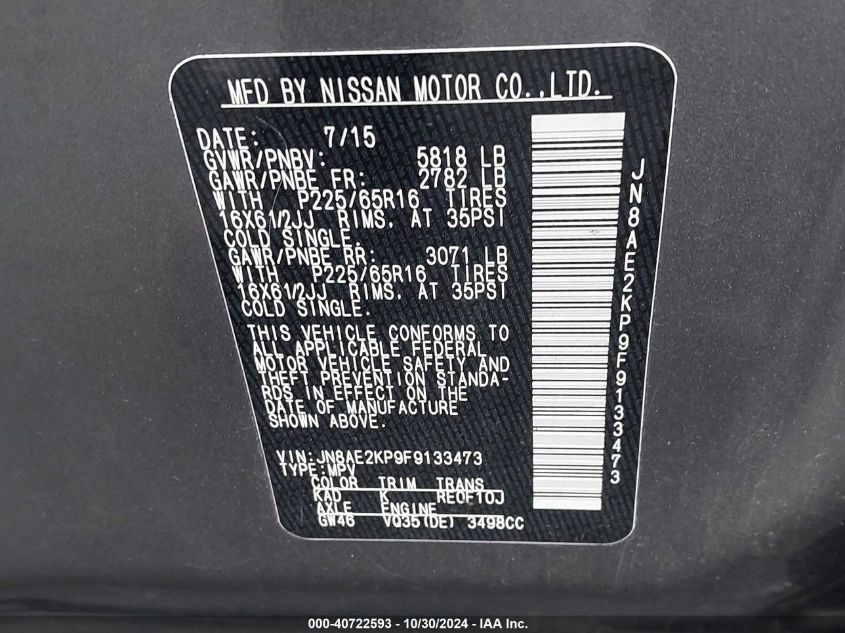 MFD BY NISSAN MOTOR CO.,LTD.
DATE: 7/15
GVWR/PNBV: 5818 LB
GAWR/PNBE FR: 2782 LB
WITH P225/65R16 TIRES
16X61/2JJ RIMS. AT 35PSI
COLD SINGLE.
GAWR/PNBE RR: 3071 LB
WITH P225/65R16 TIRES
16X61/2JJ RIMS. AT 35PSI
COLD SINGLE.
THIS VEHICLE CONFORMS TO
ALL APPLICABLE FEDERAL
MOTOR VEHICLE SAFETY AND
THEFT PREVENTION STANDA-
RDS IN EFFECT ON THE
DATE OF MANUFACTURE
SHOWN ABOVE.
VIN:JN8AE2KP9F9133473
TYPE:MPV
COLOR TRIM TRANS
KAD K RE0F10J
AXLE ENGINE
GW46 VQ35(DE) 3498CC
JN8AE2KP9F9133473
000-40722593 - 10/30/2024 - IAA Inc.